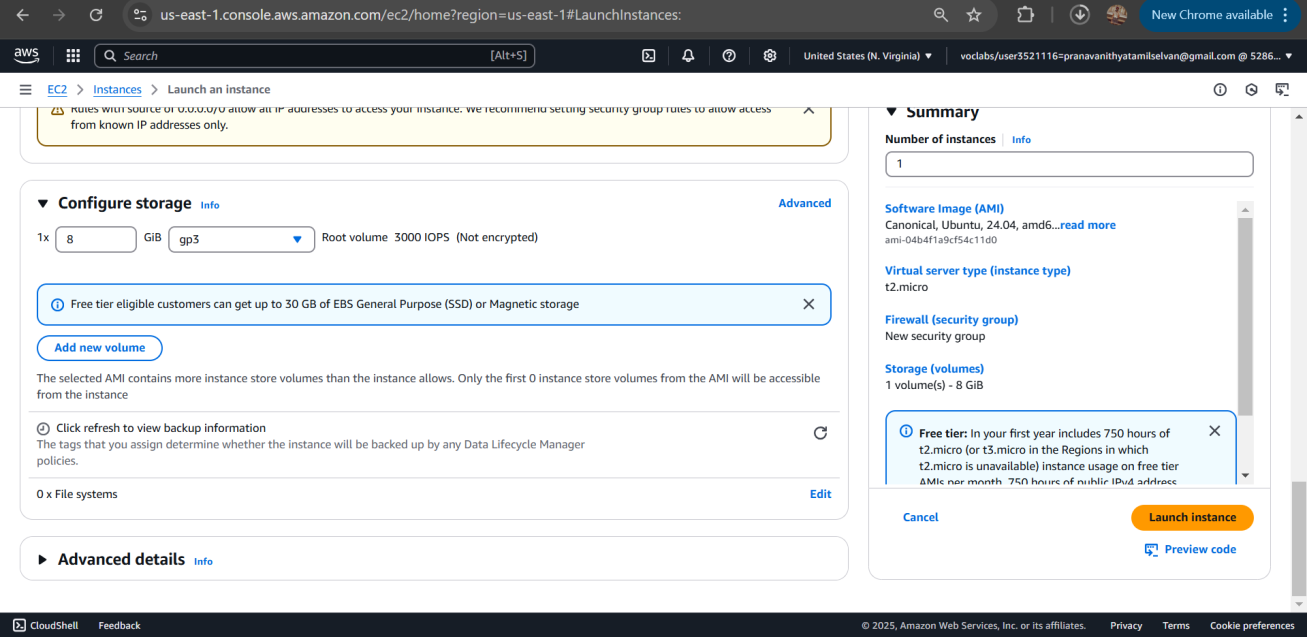 us-east-1.console.aws.amazon.com/ec2/home?region=us-east-1#LaunchInstances:
New Chrome available
aws
Search
[Alt+S]
United States (N. Virginia)
voclabs/user3521116=pranavanithyatamilselvan@gmail.com @ 5286...
EC2
Instances
Launch an instance
Rules with source of 0.0.0.0/0 allow all IP addresses to access your instance. We recommend setting security group rules to allow access
from known IP addresses only.
Configure storage Info
Advanced
1x
8
GiB
gp3
Root volume 3000 IOPS (Not encrypted)
Free tier eligible customers can get up to 30 GB of EBS General Purpose (SSD) or Magnetic storage
Add new volume
The selected AMI contains more instance store volumes than the instance allows. Only the first 0 instance store volumes from the AMI will be accessible
from the instance
Click refresh to view backup information
The tags that you assign determine whether the instance will be backed up by any Data Lifecycle Manager
policies.
0 x File systems
Edit
Advanced details Info
Summary
Number of instances Info
1
Software Image (AMI)
Canonical, Ubuntu, 24.04, amd6...read more
ami-04b4f1a9cf54c11d0
Virtual server type (instance type)
t2.micro
Firewall (security group)
New security group
Storage (volumes)
1 volume(s) - 8 GiB
Free tier: In your first year includes 750 hours of
t2.micro (or t3.micro in the Regions in which
t2.micro is unavailable) instance usage on free tier
AMIs per month, 750 hours of public IPv4 address
Cancel
Launch instance
Preview code
CloudShell
Feedback
© 2025, Amazon Web Services, Inc. or its affiliates.
Privacy
Terms
Cookie preferences